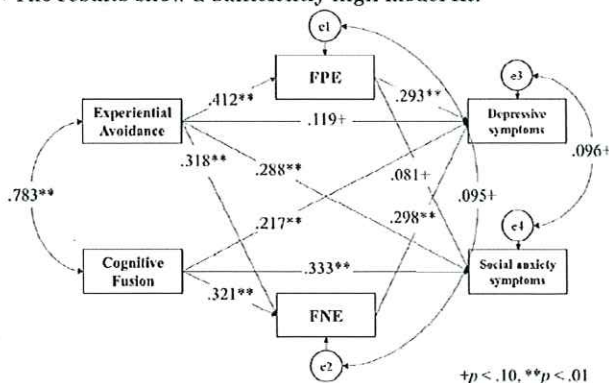 The results show a sufficiently high model fit.
e1
FPE
e3
.412**
.293**
Experiential
Avoidance
.119+
Depressive
symptoms
.318**
.288**
.081+
.096+
.783**
.095+
.217**
.298**
e4
Cognitive
Fusion
.333**
Social anxiety
symptoms
.321**
FNE
e2
+p < .10, **p < .01